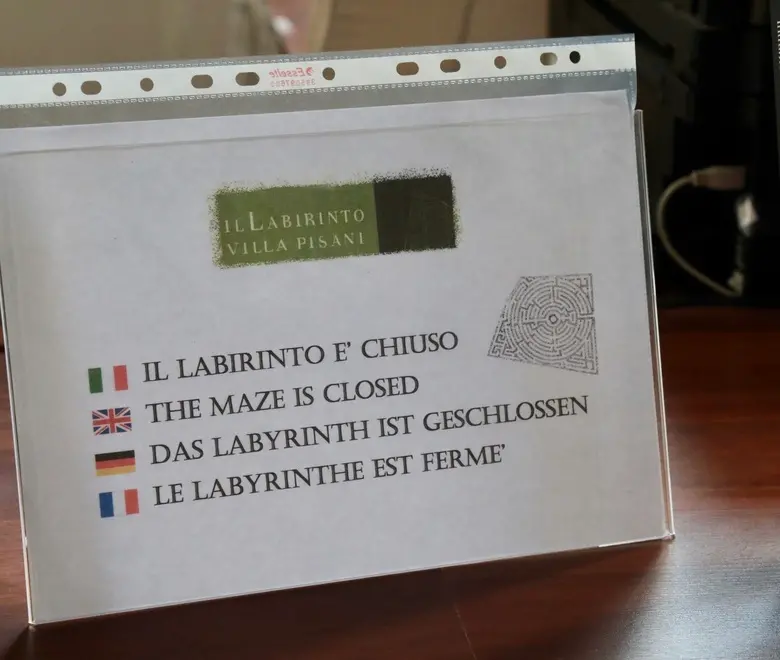 Esselte
IL LABIRINTO
VILLA PISANI
IL LABIRINTO E' CHIUSO
THE MAZE IS CLOSED
DAS LABYRINTH IST GESCHLOSSEN
LE LABYRINTHE EST FERME'